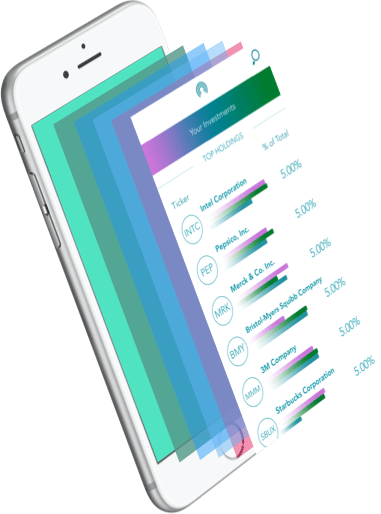 Your Investments
TOP HOLDINGS
Ticker
% of Total
INTC
Intel Corporation
5.00%
PEP
Pepsico, Inc.
5.00%
MRK
Merck & Co. Inc.
5.00%
BMY
Bristol-Myers Squibb Company
5.00%
MMM
3M Company
5.00%
SBUX
Starbucks Corporation
5.00%